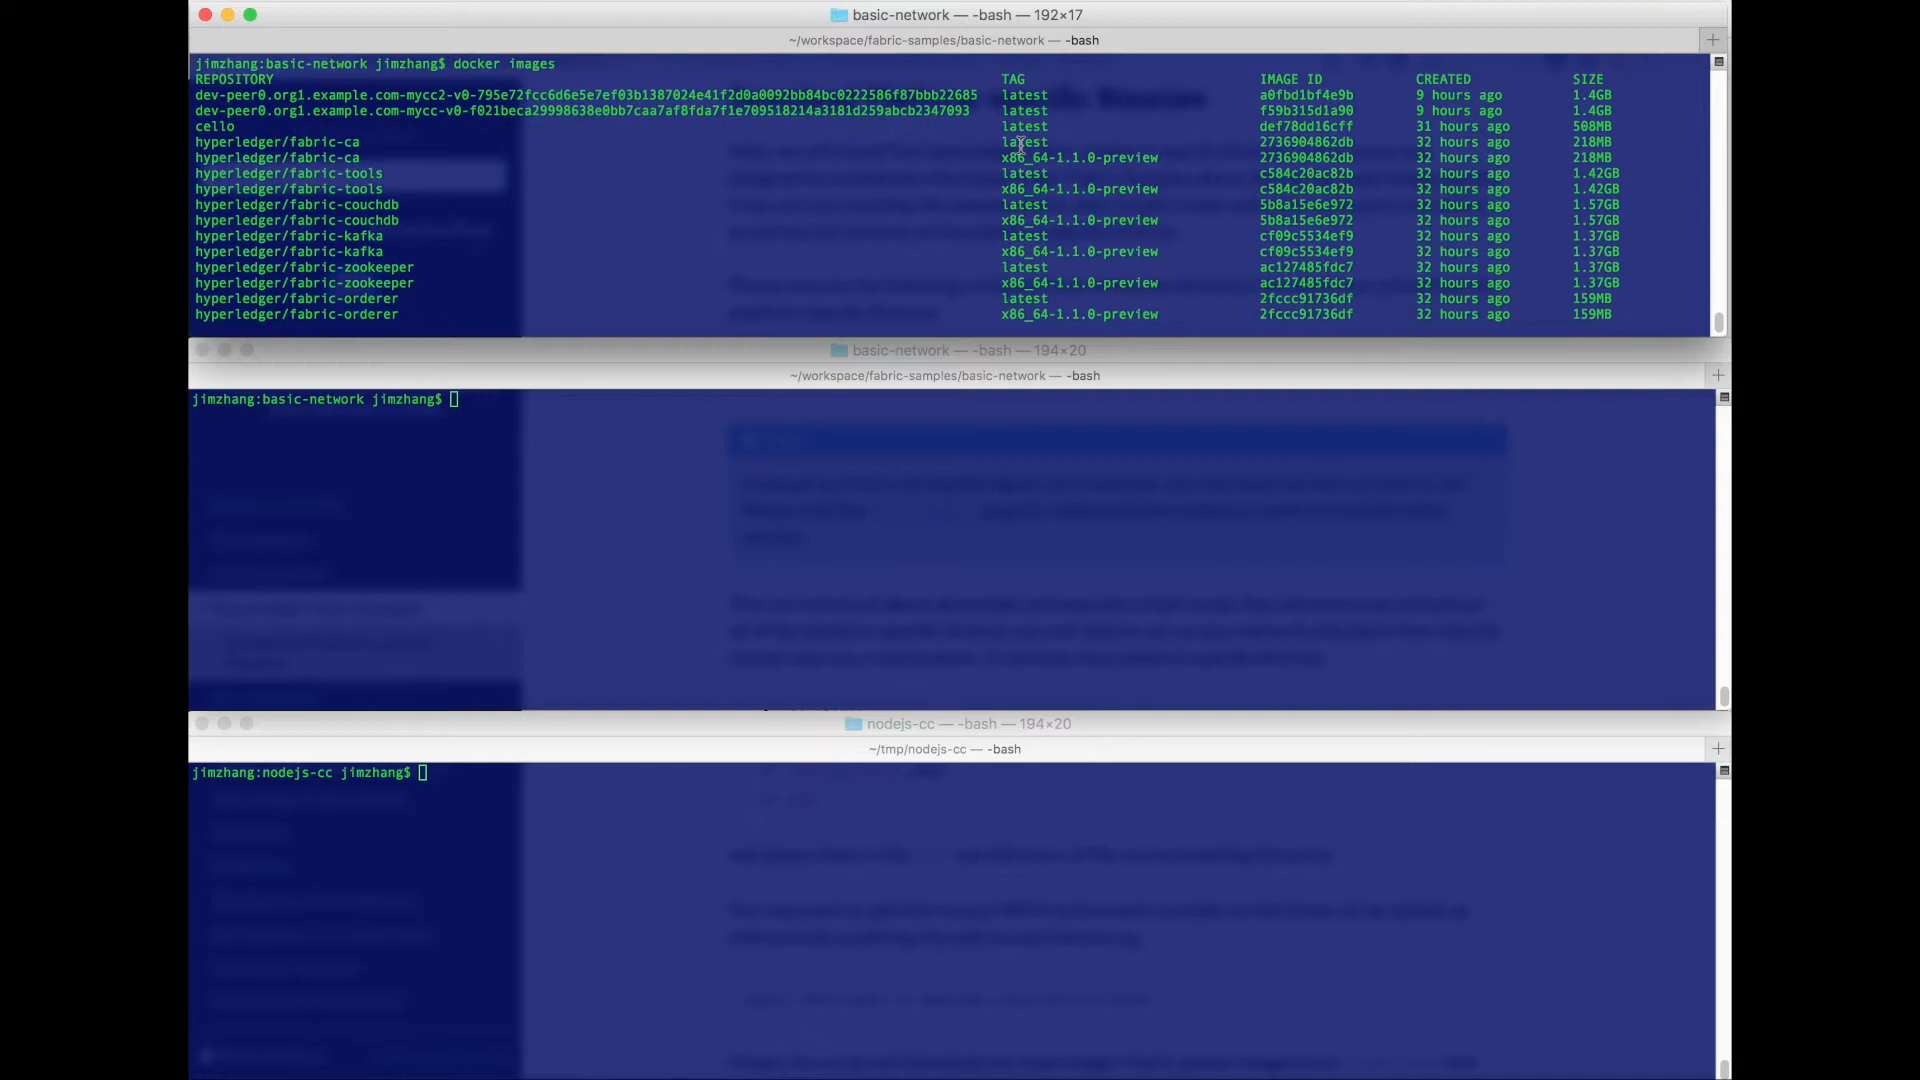 basic-network — -bash — 192×17
~/workspace/fabric-samples/basic-network — -bash
jimzhang:basic-network jimzhang$ docker images
REPOSITORY TAG IMAGE ID CREATED SIZE
dev-peer0.org1.example.com-mycc2-v0-795e72fcc6d6e5e7ef03b1387024e41f2d0a0092bb84bc0222586f87bbb22685 latest a0fbd1bf4e9b 9 hours ago 1.4GB
dev-peer0.org1.example.com-mycc-v0-f021beca29998638e0bb7caa7af8fda7f1e709518214a3181d259abcb2347093 latest f59b315d1a90 9 hours ago 1.4GB
cello latest def78dd16cff 31 hours ago 508MB
hyperledger/fabric-ca latest 2736904862db 32 hours ago 218MB
hyperledger/fabric-ca x86_64-1.1.0-preview 2736904862db 32 hours ago 218MB
hyperledger/fabric-tools latest c584c20ac82b 32 hours ago 1.42GB
hyperledger/fabric-tools x86_64-1.1.0-preview c584c20ac82b 32 hours ago 1.42GB
hyperledger/fabric-couchdb latest 5b8a15e6e972 32 hours ago 1.57GB
hyperledger/fabric-couchdb x86_64-1.1.0-preview 5b8a15e6e972 32 hours ago 1.57GB
hyperledger/fabric-kafka latest cf09c5534ef9 32 hours ago 1.37GB
hyperledger/fabric-kafka x86_64-1.1.0-preview cf09c5534ef9 32 hours ago 1.37GB
hyperledger/fabric-zookeeper latest ac127485fdc7 32 hours ago 1.37GB
hyperledger/fabric-zookeeper x86_64-1.1.0-preview ac127485fdc7 32 hours ago 1.37GB
hyperledger/fabric-orderer latest 2fccc91736df 32 hours ago 159MB
hyperledger/fabric-orderer x86_64-1.1.0-preview 2fccc91736df 32 hours ago 159MB
basic-network — -bash — 194×20
~/workspace/fabric-samples/basic-network — -bash
jimzhang:basic-network jimzhang$
nodejs-cc — -bash — 194×20
~/tmp/nodejs-cc — -bash
jimzhang:nodejs-cc jimzhang$